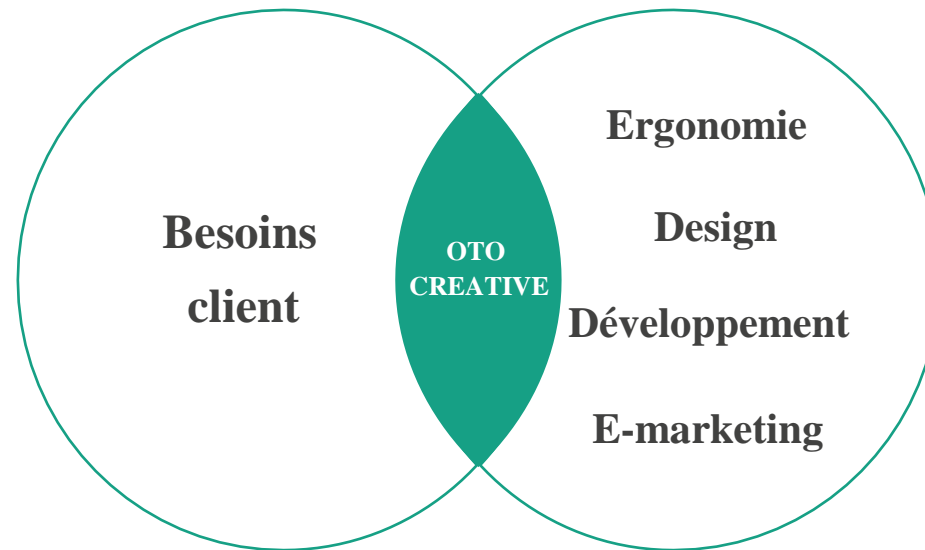 Besoins
client
OTO
CREATIVE
Ergonomie
Design
Développement
E-marketing